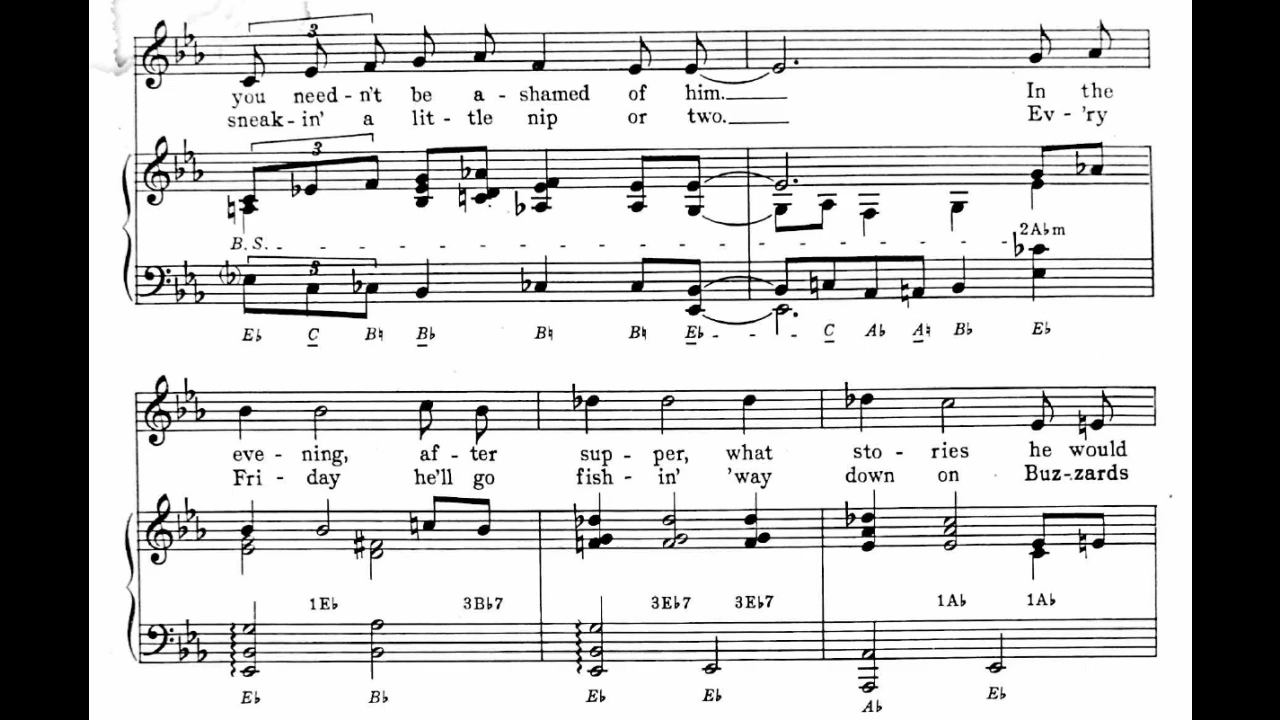 3
you need-n't be a-shamed of him. In the
sneak-in' a lit-tle nip or two. Ev-'ry
3
B.S. 2A♭m
3
E♭ C B♮ B♭ B♮ B♮ E♭ C A♭ A♮ B♭ E♭
eve-ning, af-ter sup-per, what sto-ries he would
Fri-day he'll go fish-in' 'way down on Buz-zards
1E♭ 3B♭7 3E♭7 3E♭7 1A♭ 1A♭
E♭ B♭ E♭ E♭ A♭ E♭